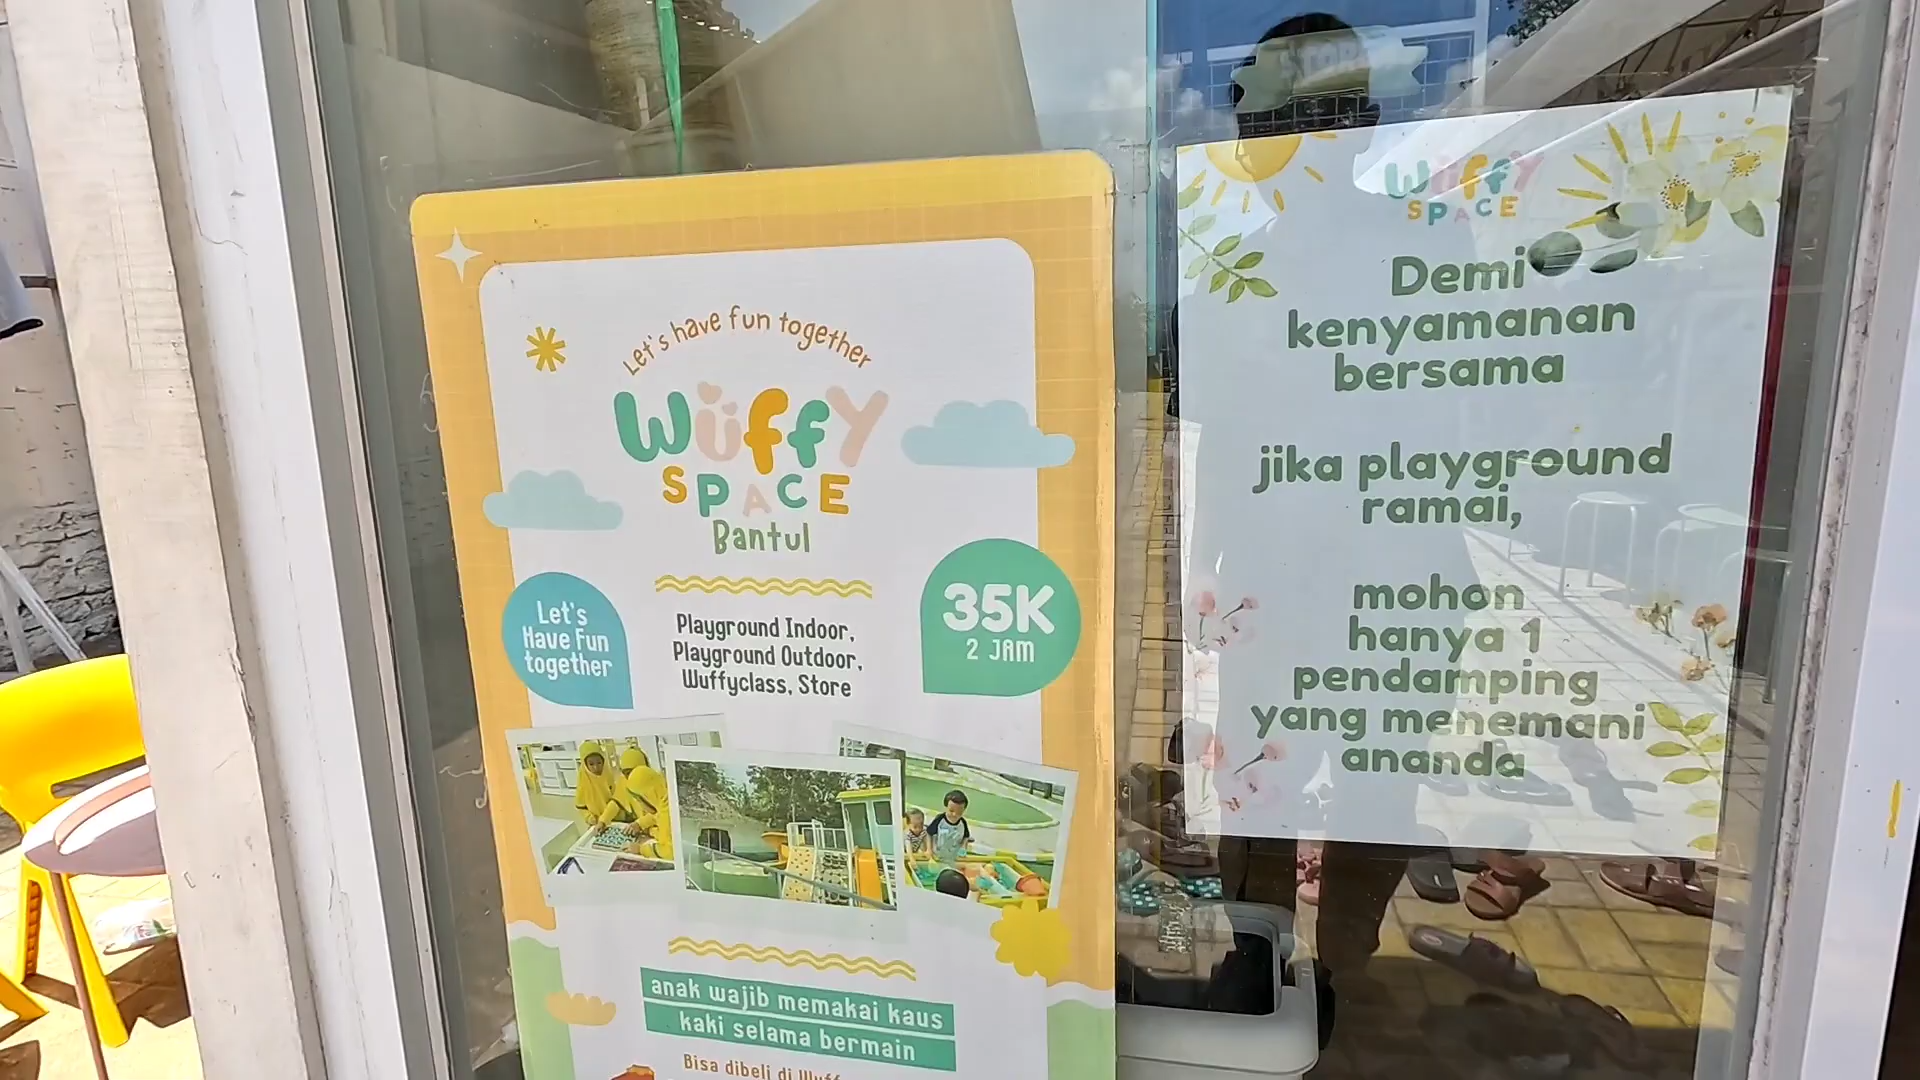 Let's have fun together
Wuffy
SPACE
Bantul
Let's
Have Fun
together
35K
2 JAM
Playground Indoor,
Playground Outdoor,
Wuffyclass, Store
anak wajib memakai kaus
kaki selama bermain
Bisa dibeli di
STORE
Wuffy
SPACE
Demi
kenyamanan
bersama
jika playground
ramai,
mohon
hanya 1
pendamping
yang menemani
ananda